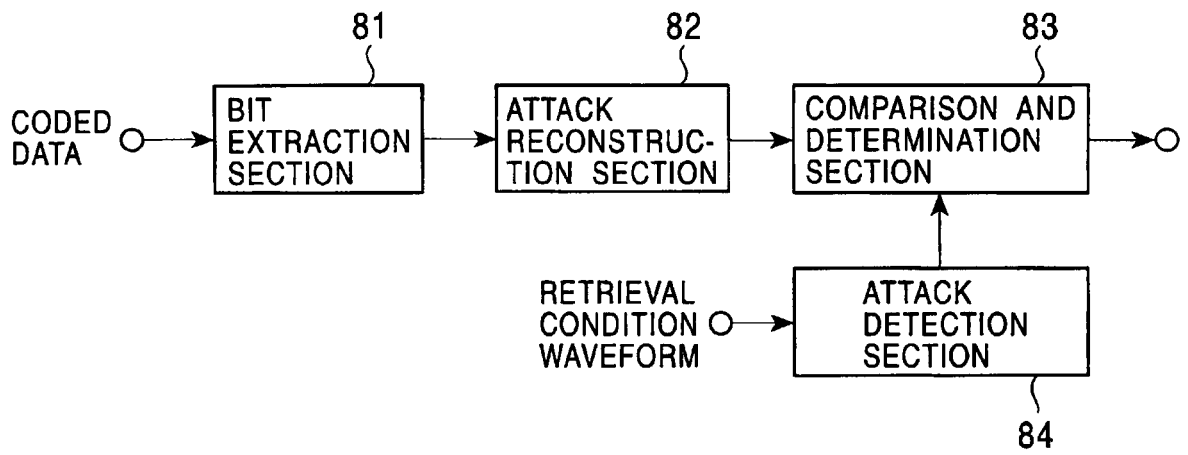 81
82
83
CODED
DATA
BIT
EXTRACTION
SECTION
ATTACK
RECONSTRUC-
TION SECTION
COMPARISON AND
DETERMINATION
SECTION
RETRIEVAL
CONDITION
WAVEFORM
ATTACK
DETECTION
SECTION
84